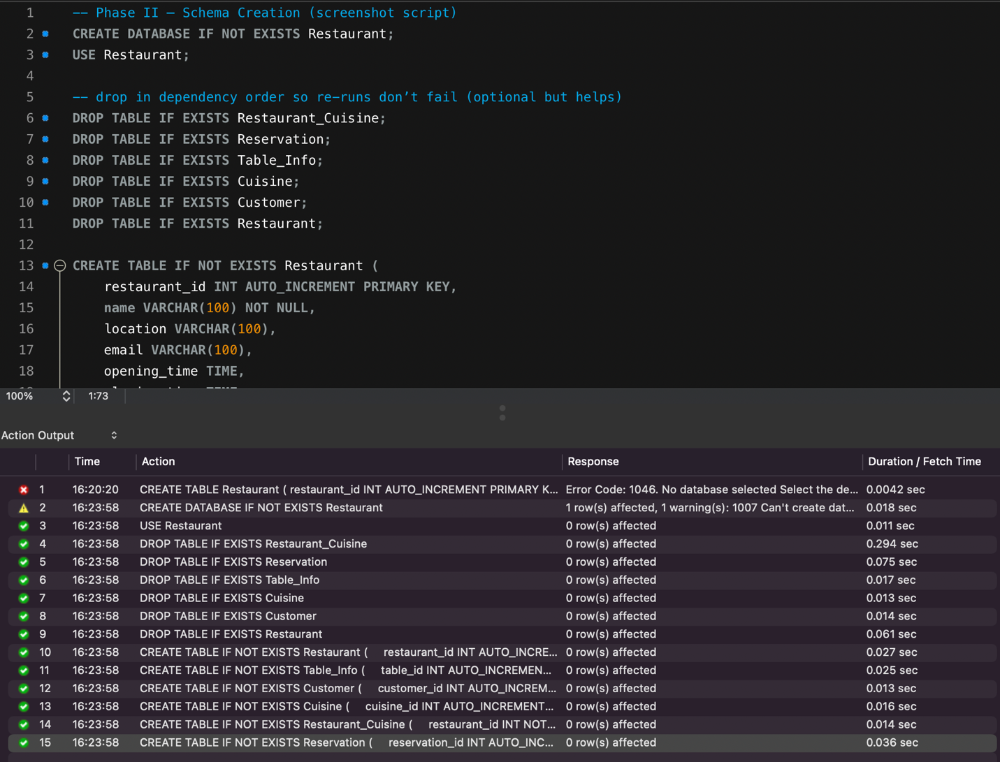 1 -- Phase II – Schema Creation (screenshot script)
2 CREATE DATABASE IF NOT EXISTS Restaurant;
3 USE Restaurant;
4
5 -- drop in dependency order so re-runs don’t fail (optional but helps)
6 DROP TABLE IF EXISTS Restaurant_Cuisine;
7 DROP TABLE IF EXISTS Reservation;
8 DROP TABLE IF EXISTS Table_Info;
9 DROP TABLE IF EXISTS Cuisine;
10 DROP TABLE IF EXISTS Customer;
11 DROP TABLE IF EXISTS Restaurant;
12
13 CREATE TABLE IF NOT EXISTS Restaurant (
14 restaurant_id INT AUTO_INCREMENT PRIMARY KEY,
15 name VARCHAR(100) NOT NULL,
16 location VARCHAR(100),
17 email VARCHAR(100),
18 opening_time TIME,
100% 1:73
Action Output
Time Action Response Duration / Fetch Time
1 16:20:20 CREATE TABLE Restaurant ( restaurant_id INT AUTO_INCREMENT PRIMARY K... Error Code: 1046. No database selected Select the de... 0.0042 sec
2 16:23:58 CREATE DATABASE IF NOT EXISTS Restaurant 1 row(s) affected, 1 warning(s): 1007 Can't create dat... 0.018 sec
3 16:23:58 USE Restaurant 0 row(s) affected 0.011 sec
4 16:23:58 DROP TABLE IF EXISTS Restaurant_Cuisine 0 row(s) affected 0.294 sec
5 16:23:58 DROP TABLE IF EXISTS Reservation 0 row(s) affected 0.075 sec
6 16:23:58 DROP TABLE IF EXISTS Table_Info 0 row(s) affected 0.017 sec
7 16:23:58 DROP TABLE IF EXISTS Cuisine 0 row(s) affected 0.013 sec
8 16:23:58 DROP TABLE IF EXISTS Customer 0 row(s) affected 0.014 sec
9 16:23:58 DROP TABLE IF EXISTS Restaurant 0 row(s) affected 0.061 sec
10 16:23:58 CREATE TABLE IF NOT EXISTS Restaurant ( restaurant_id INT AUTO_INCRE... 0 row(s) affected 0.027 sec
11 16:23:58 CREATE TABLE IF NOT EXISTS Table_Info ( table_id INT AUTO_INCREMEN... 0 row(s) affected 0.025 sec
12 16:23:58 CREATE TABLE IF NOT EXISTS Customer ( customer_id INT AUTO_INCREM... 0 row(s) affected 0.013 sec
13 16:23:58 CREATE TABLE IF NOT EXISTS Cuisine ( cuisine_id INT AUTO_INCREMENT... 0 row(s) affected 0.016 sec
14 16:23:58 CREATE TABLE IF NOT EXISTS Restaurant_Cuisine ( restaurant_id INT NOT... 0 row(s) affected 0.014 sec
15 16:23:58 CREATE TABLE IF NOT EXISTS Reservation ( reservation_id INT AUTO_INC... 0 row(s) affected 0.036 sec